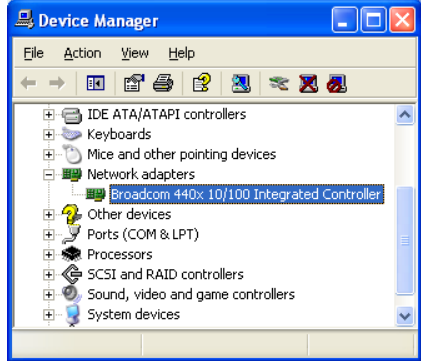 Device Manager
File Action View Help
IDE ATA/ATAPI controllers
Keyboards
Mice and other pointing devices
Network adapters
Broadcom 440x 10/100 Integrated Controller
Other devices
Ports (COM & LPT)
Processors
SCSI and RAID controllers
Sound, video and game controllers
System devices